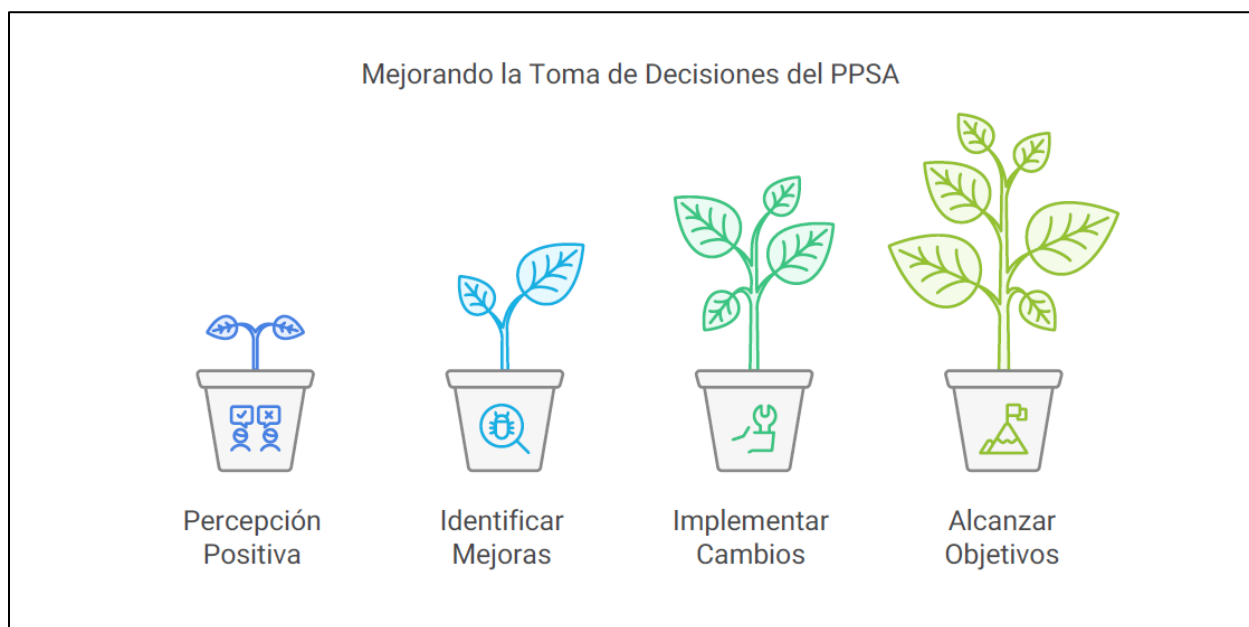 Mejorando la Toma de Decisiones del PPSA
Percepción
Positiva
Identificar
Mejoras
Implementar
Cambios
Alcanzar
Objetivos